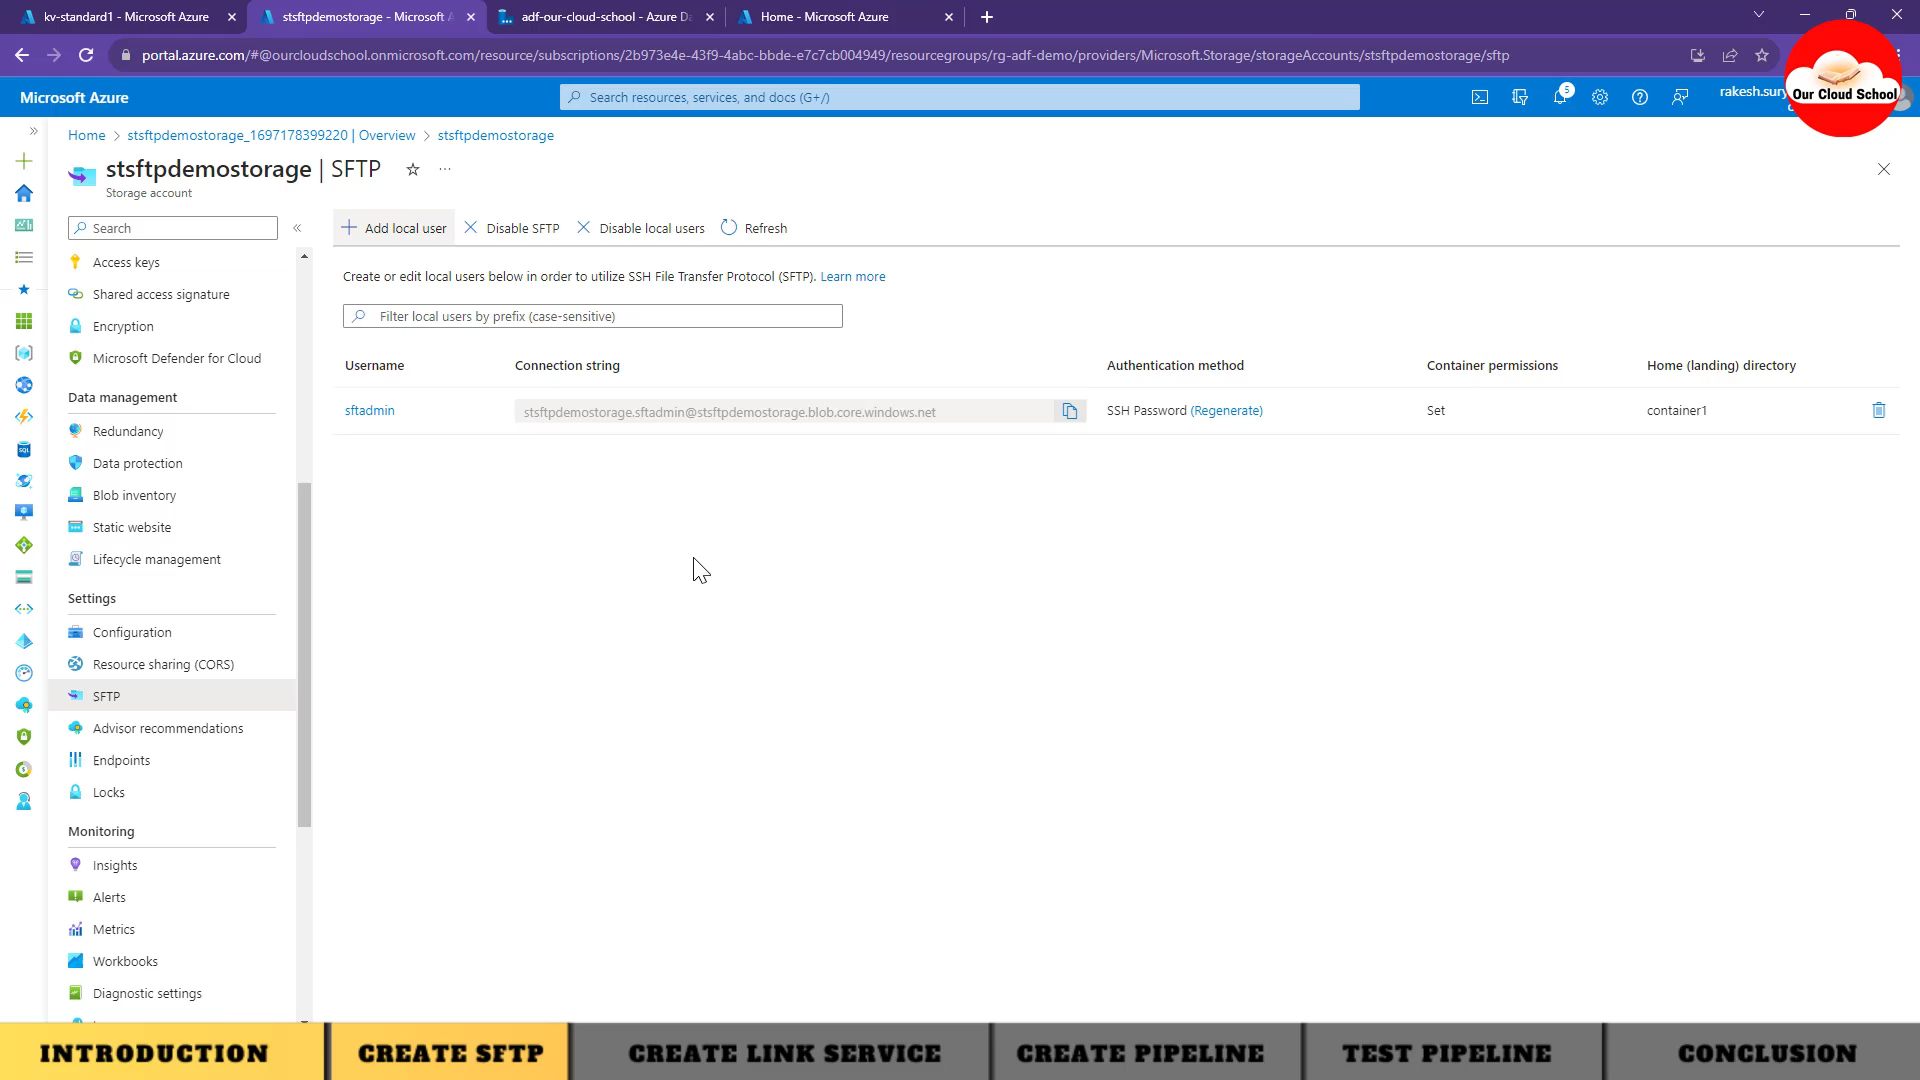 kv-standard1 - Microsoft Azure
stsftpdemostorage - Microsoft A
adf-our-cloud-school - Azure Da
Home - Microsoft Azure
portal.azure.com/#@ourcloudschool.onmicrosoft.com/resource/subscriptions/2b973e4e-43f9-4abc-bbde-e7c7cb004949/resourcegroups/rg-adf-demo/providers/Microsoft.Storage/storageAccounts/stsftpdemostorage/sftp
Microsoft Azure
Search resources, services, and docs (G+/)
5
rakesh.sury
Our Cloud School
Home > stsftpdemostorage_1697178399220 | Overview > stsftpdemostorage
stsftpdemostorage | SFTP
Storage account
Search
Access keys
Shared access signature
Encryption
Microsoft Defender for Cloud
Data management
Redundancy
Data protection
Blob inventory
Static website
Lifecycle management
Settings
Configuration
Resource sharing (CORS)
SFTP
Advisor recommendations
Endpoints
Locks
Monitoring
Insights
Alerts
Metrics
Workbooks
Diagnostic settings
Add local user
Disable SFTP
Disable local users
Refresh
Create or edit local users below in order to utilize SSH File Transfer Protocol (SFTP). Learn more
Filter local users by prefix (case-sensitive)
Username Connection string Authentication method Container permissions Home (landing) directory
sftadmin stsftpdemostorage.sftadmin@stsftpdemostorage.blob.core.windows.net SSH Password (Regenerate) Set container1
INTRODUCTION
CREATE SFTP
CREATE LINK SERVICE
CREATE PIPELINE
TEST PIPELINE
CONCLUSION